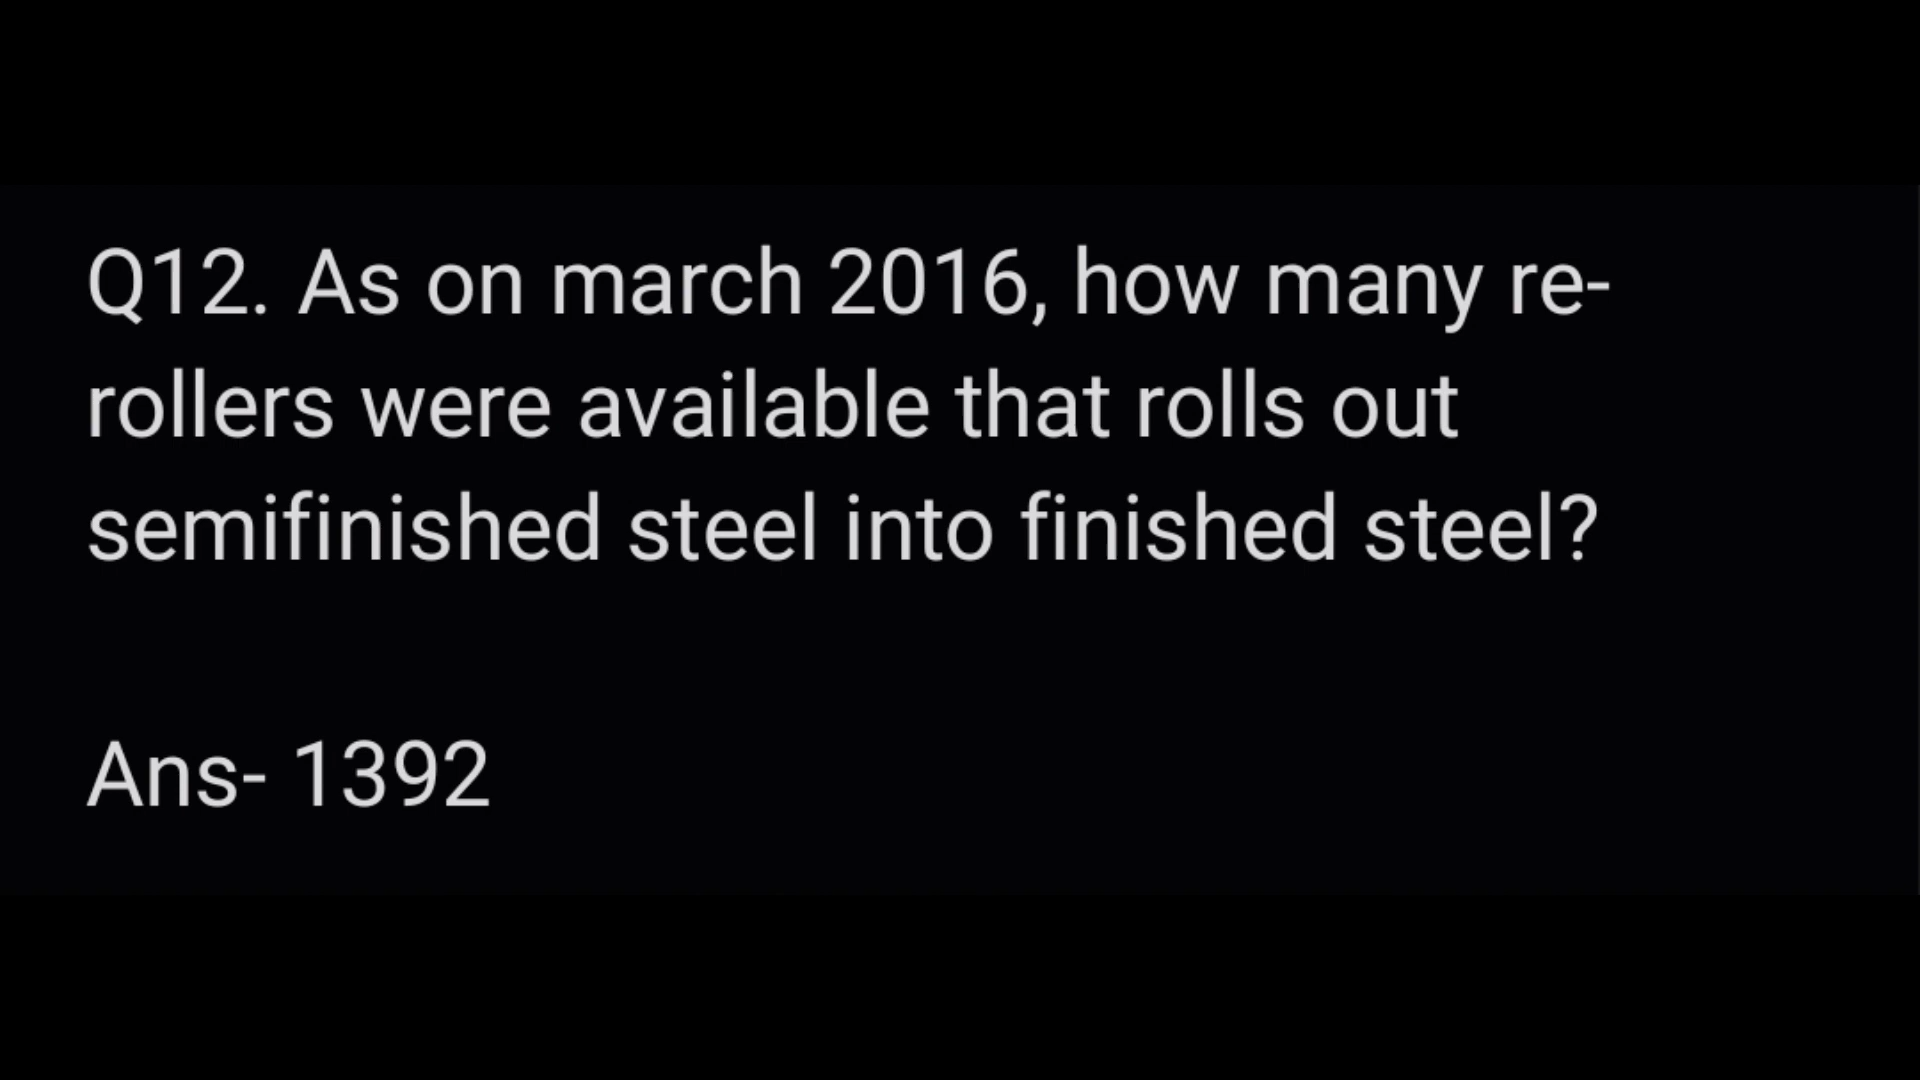 Q12. As on march 2016, how many re-
rollers were available that rolls out
semifinished steel into finished steel?
Ans- 1392